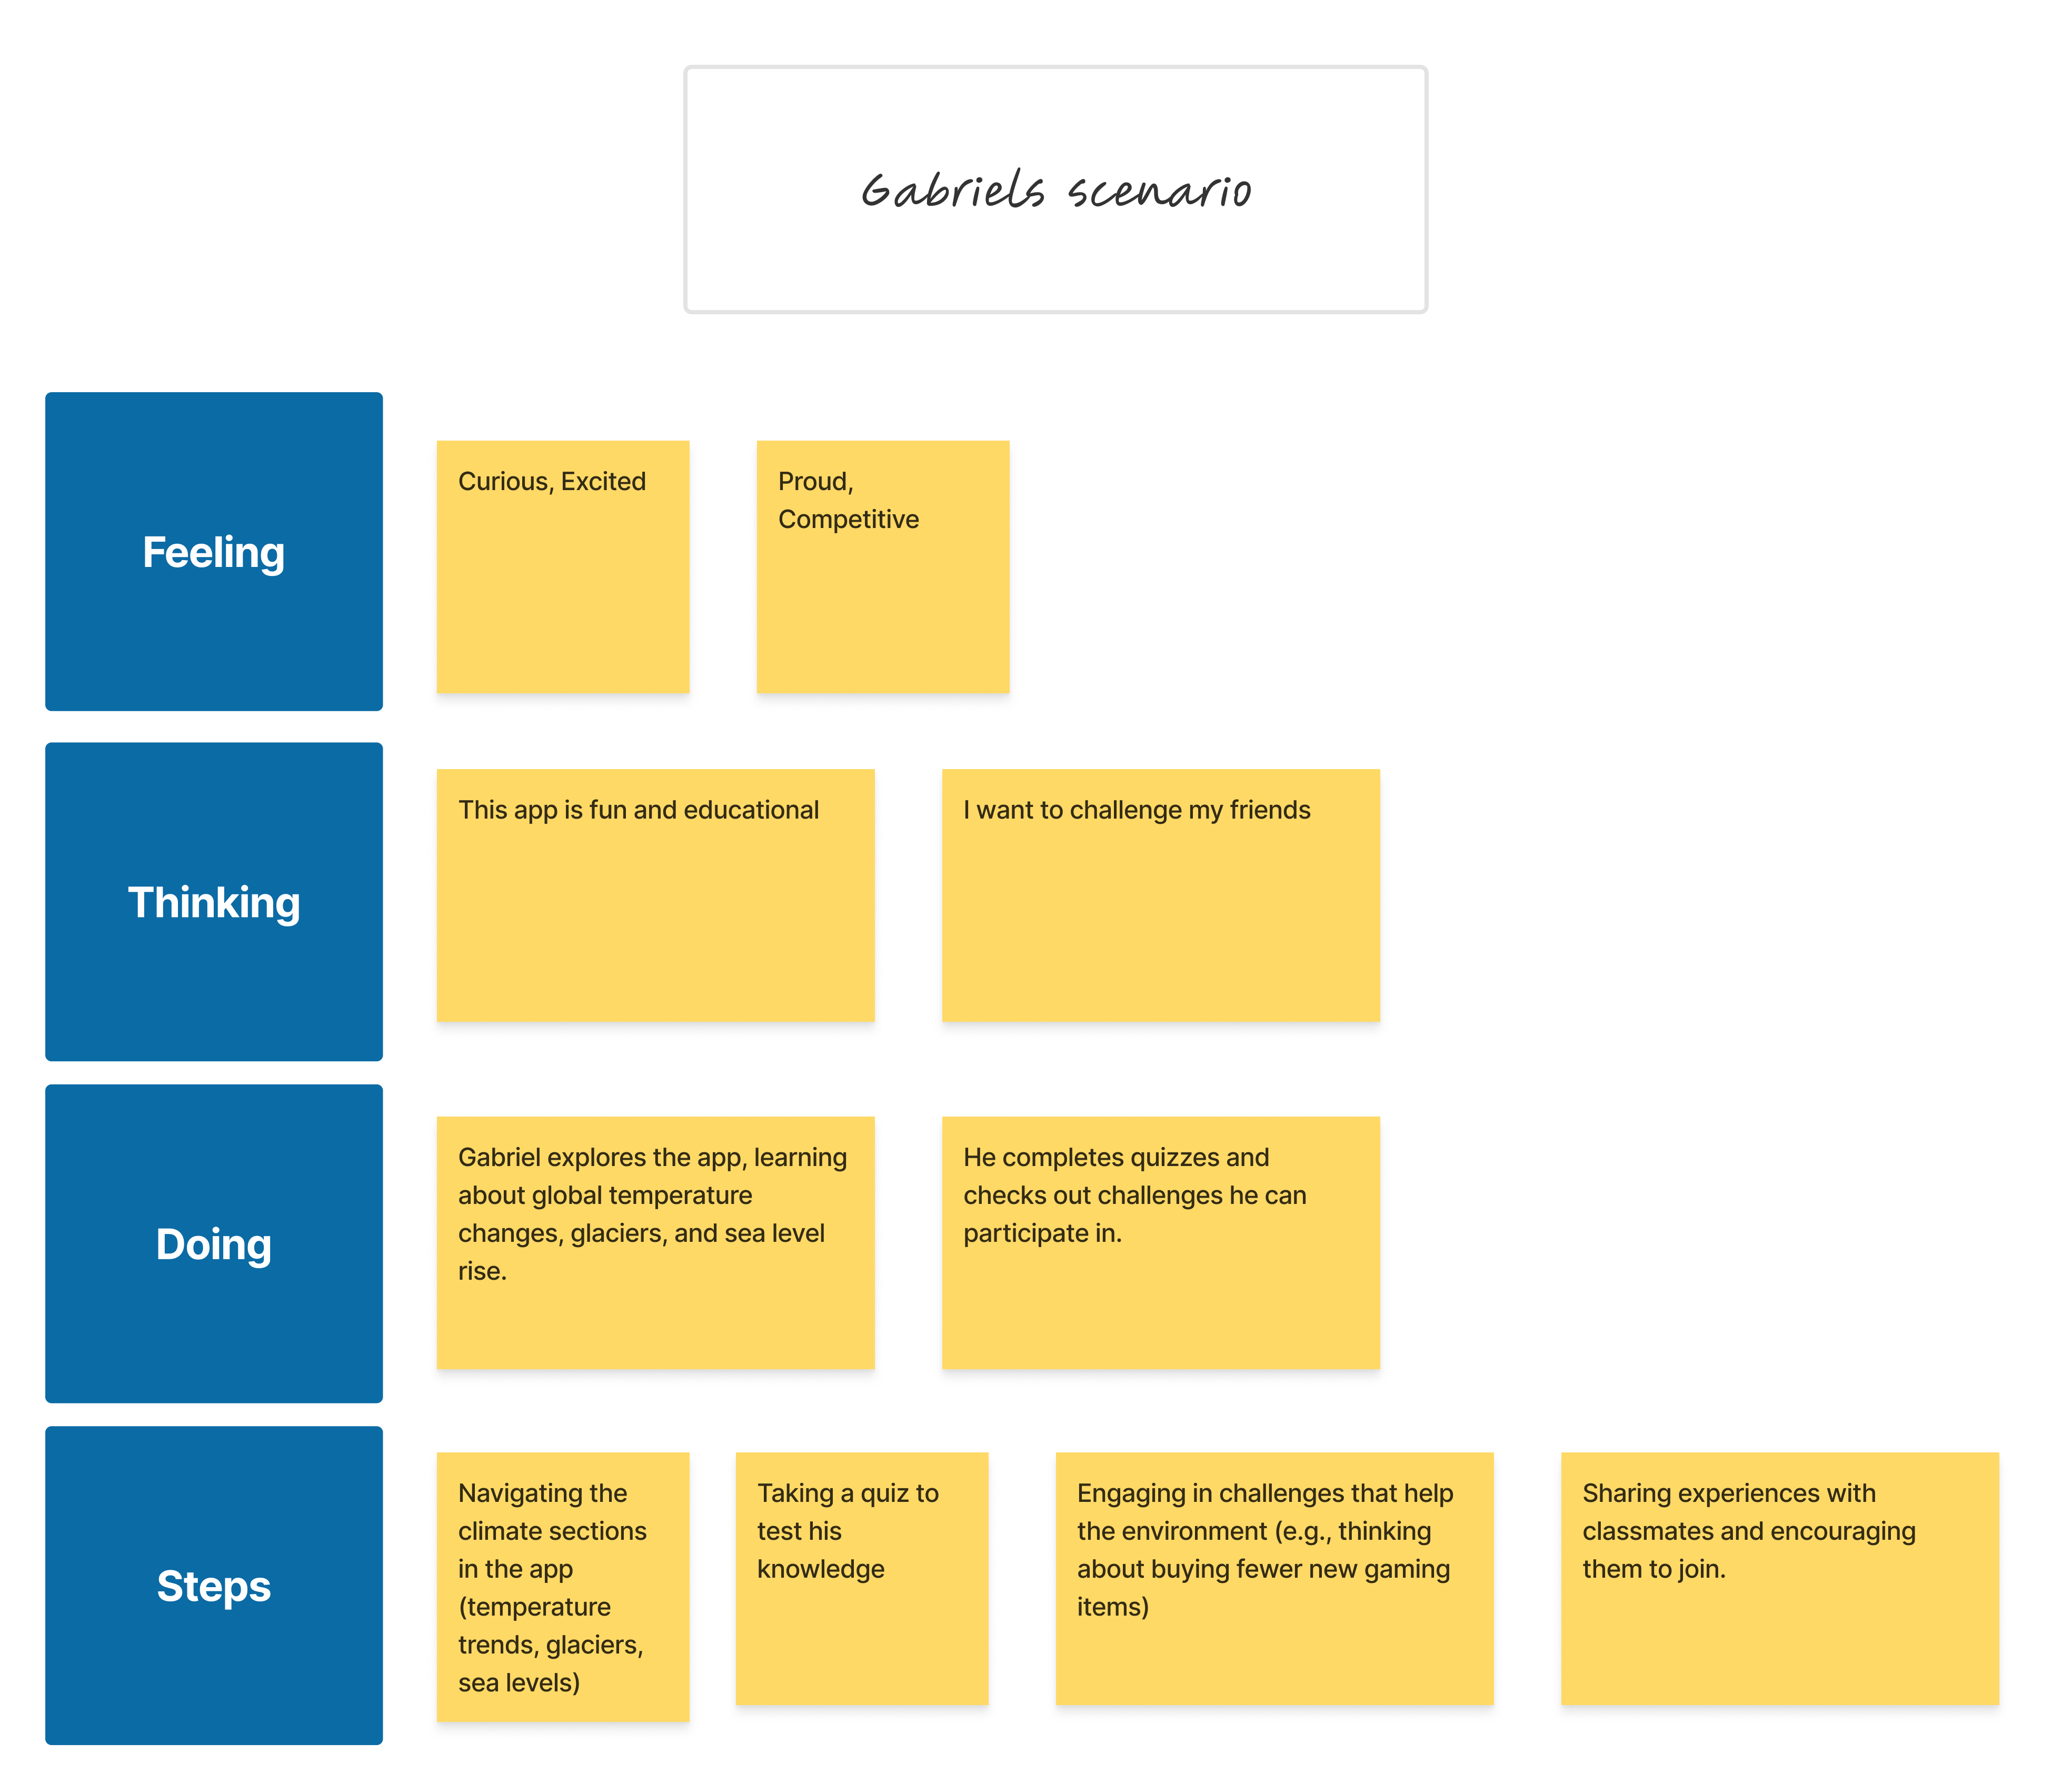 Gabriels scenario
Feeling
Curious, Excited
Proud,
Competitive
Thinking
This app is fun and educational
I want to challenge my friends
Doing
Gabriel explores the app, learning
about global temperature
changes, glaciers, and sea level
rise.
He completes quizzes and
checks out challenges he can
participate in.
Steps
Navigating the
climate sections
in the app
(temperature
trends, glaciers,
sea levels)
Taking a quiz to
test his
knowledge
Engaging in challenges that help
the environment (e.g., thinking
about buying fewer new gaming
items)
Sharing experiences with
classmates and encouraging
them to join.